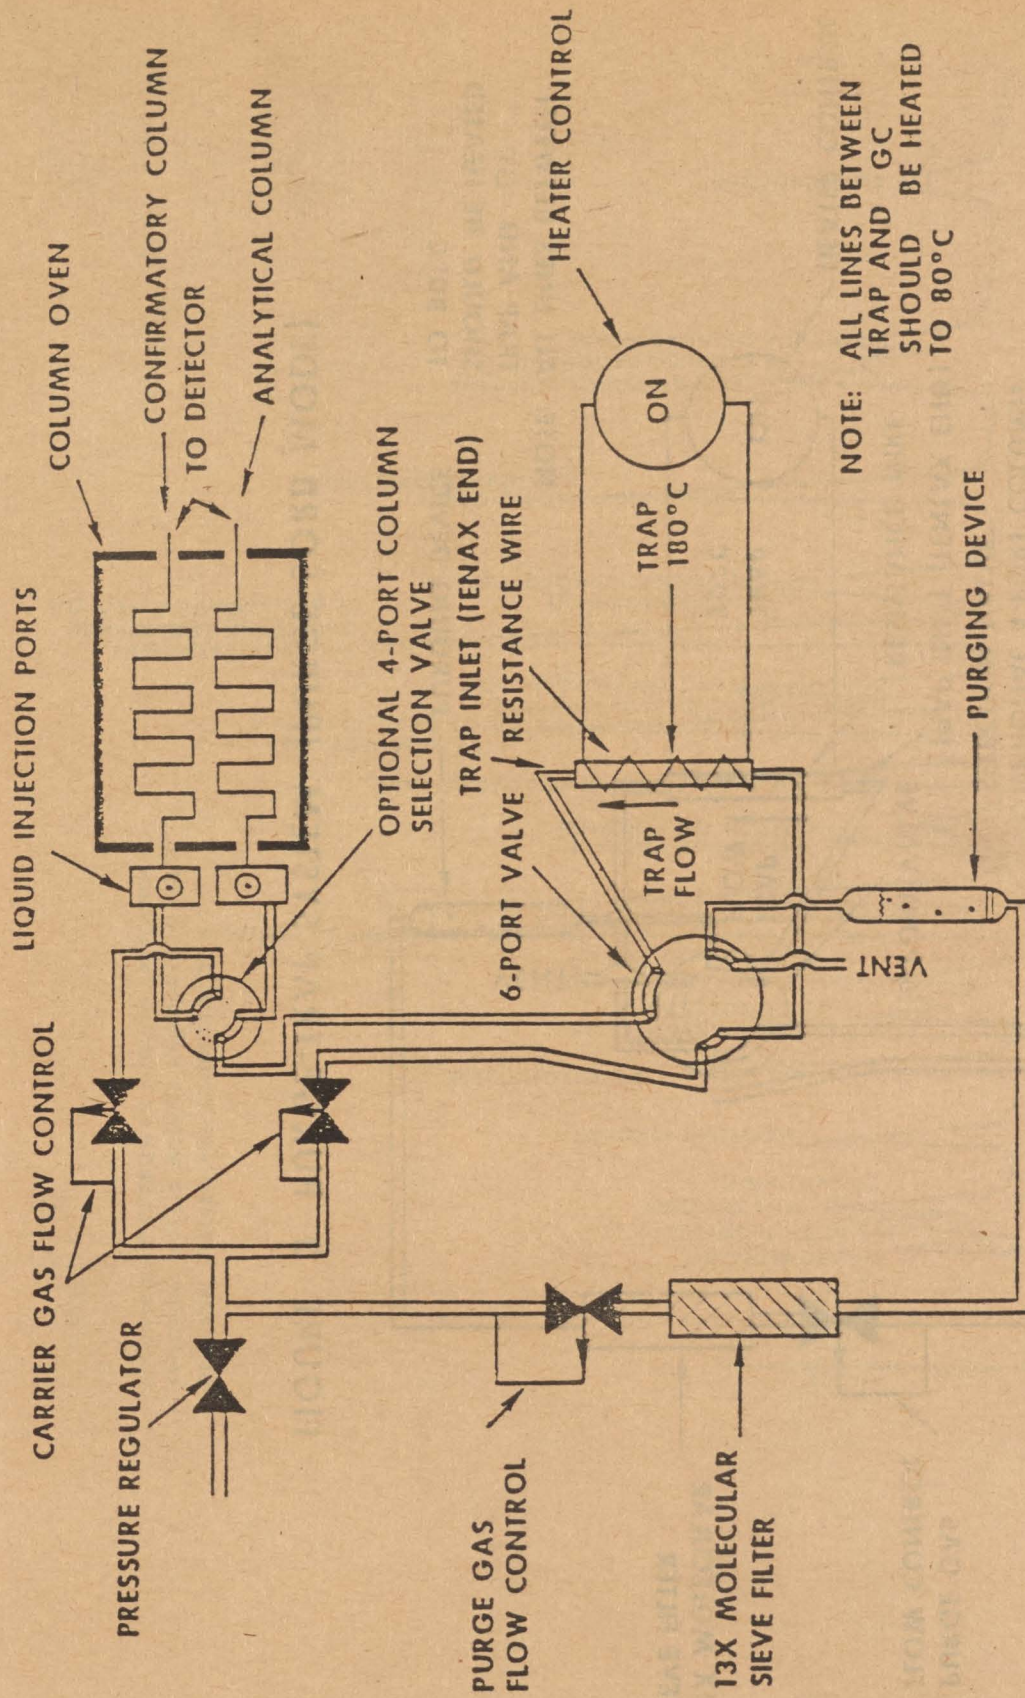 CARRIER GAS FLOW CONTROL
LIQUID INJECTION PORTS
COLUMN OVEN
PRESSURE REGULATOR
CONFIRMATORY COLUMN
TO DETECTOR
ANALYTICAL COLUMN
OPTIONAL 4-PORT COLUMN
SELECTION VALVE
PURGE GAS
FLOW CONTROL
TRAP INLET (TENAX END)
6-PORT VALVE
RESISTANCE WIRE
HEATER CONTROL
TRAP
FLOW
TRAP
180°C
ON
13X MOLECULAR
SIEVE FILTER
VENT
PURGING DEVICE
NOTE: ALL LINES BETWEEN
TRAP AND GC
SHOULD BE HEATED
TO 80°C